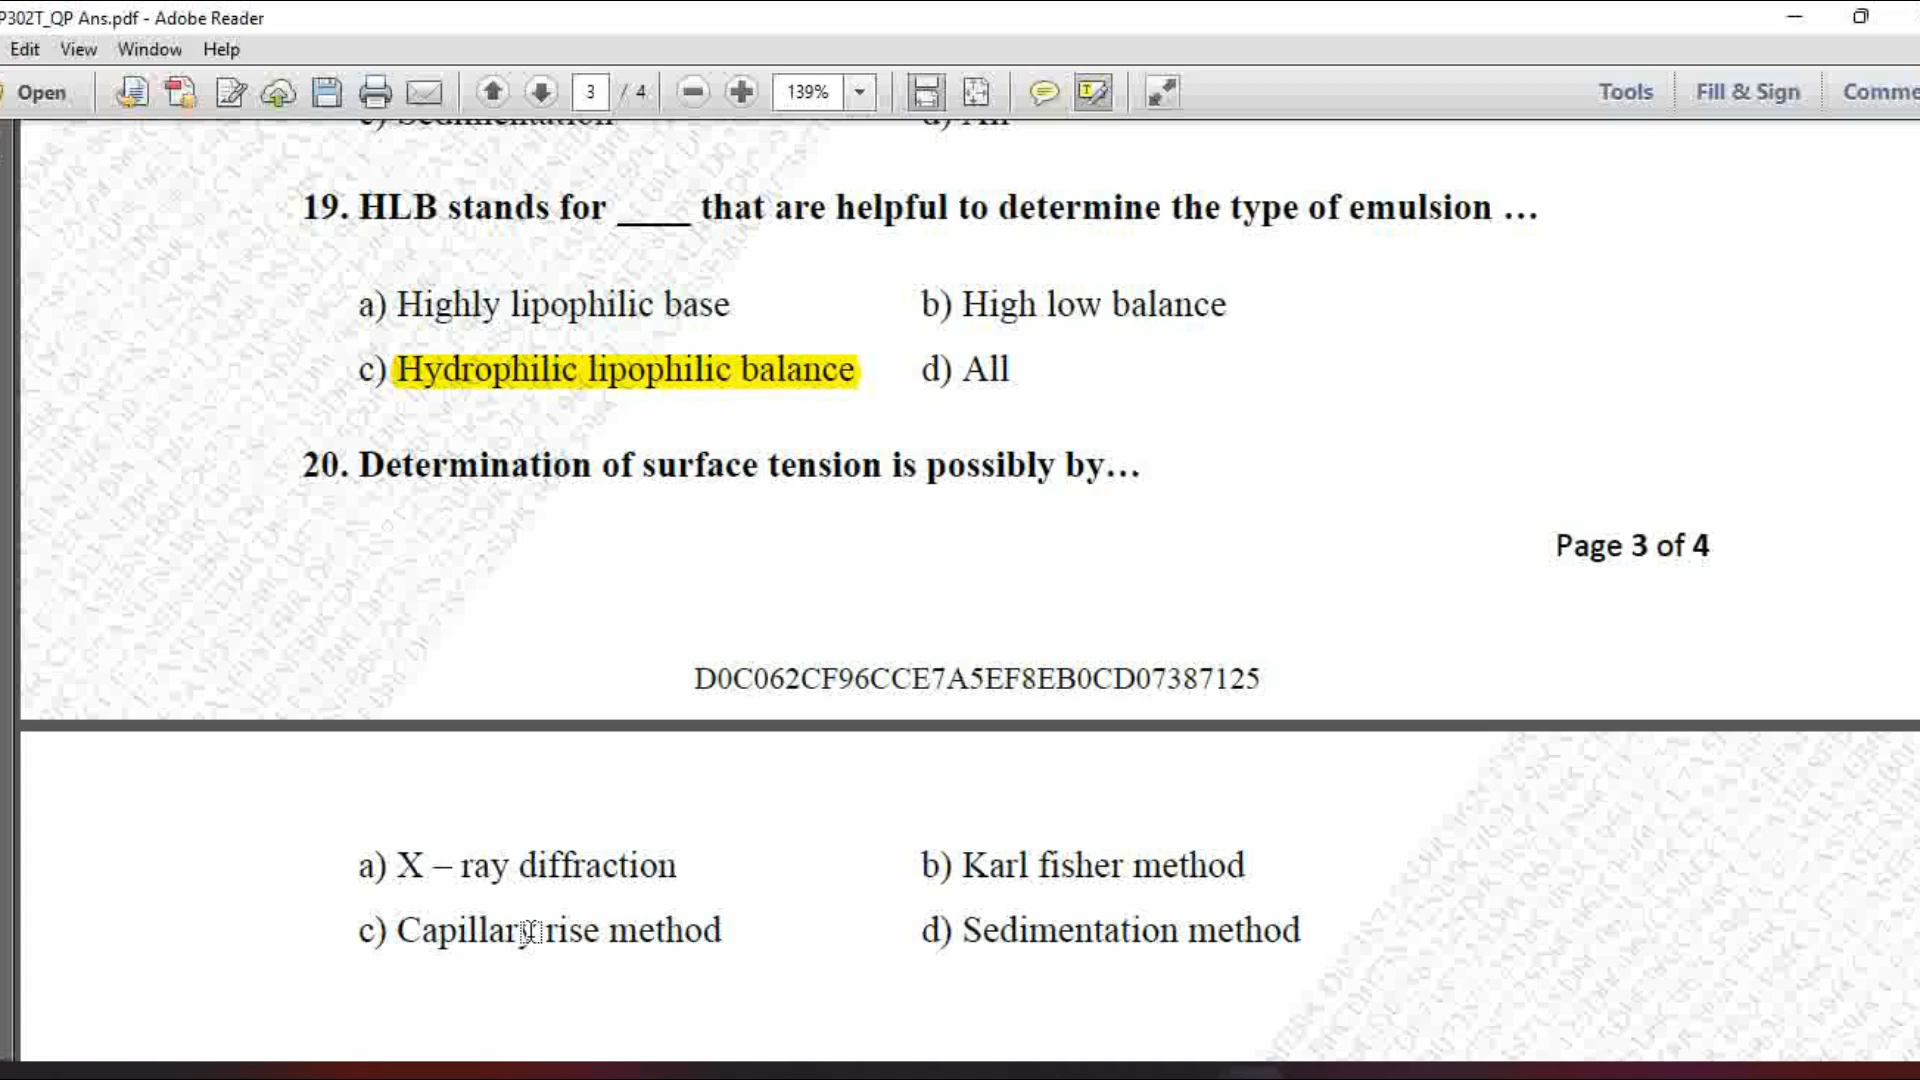 P302T_QP Ans.pdf - Adobe Reader
Edit View Window Help
Open 3 / 4 139% Tools Fill & Sign Comme
19. HLB stands for ____ that are helpful to determine the type of emulsion …
a) Highly lipophilic base b) High low balance
c) Hydrophilic lipophilic balance d) All
20. Determination of surface tension is possibly by…
Page 3 of 4
D0C062CF96CCE7A5EF8EB0CD07387125
a) X – ray diffraction b) Karl fisher method
c) Capillary rise method d) Sedimentation method